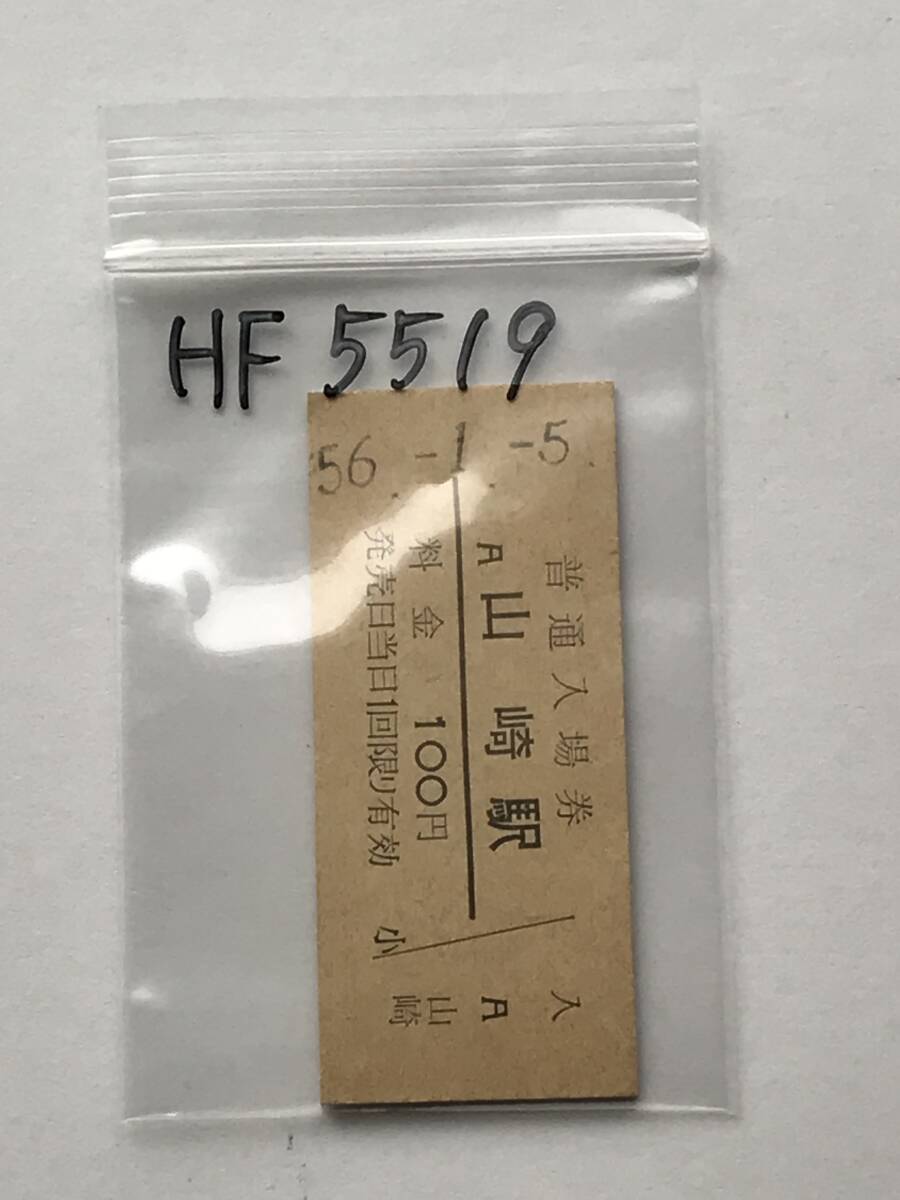 HF 5519
56 -1 -5
普通入場券
A 山崎駅
料金 100円
発売日当日1回限り有効
小
入
A
山崎